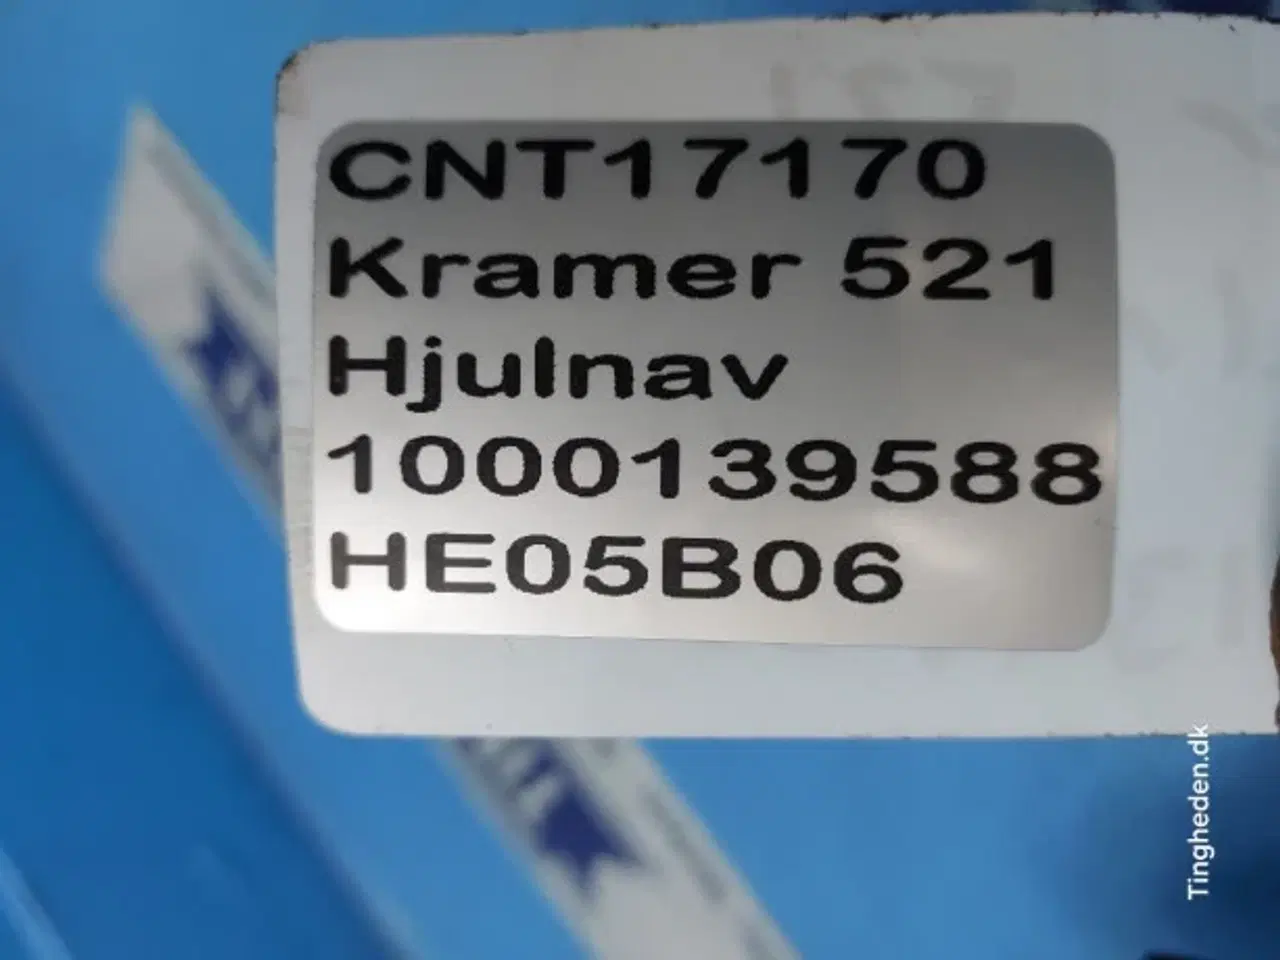 CNT17170
Kramer 521
Hjulnav
1000139588
HE05B06
Tingheden.dk